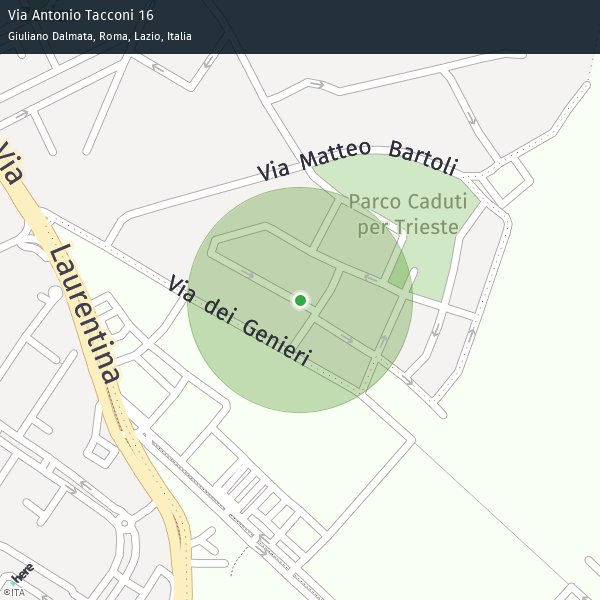 Via Antonio Tacconi 16
Giuliano Dalmata, Roma, Lazio, Italia
Via Matteo Bartoli
Via Laurentina
Parco Caduti
per Trieste
Via dei Genieri
here
©ITA